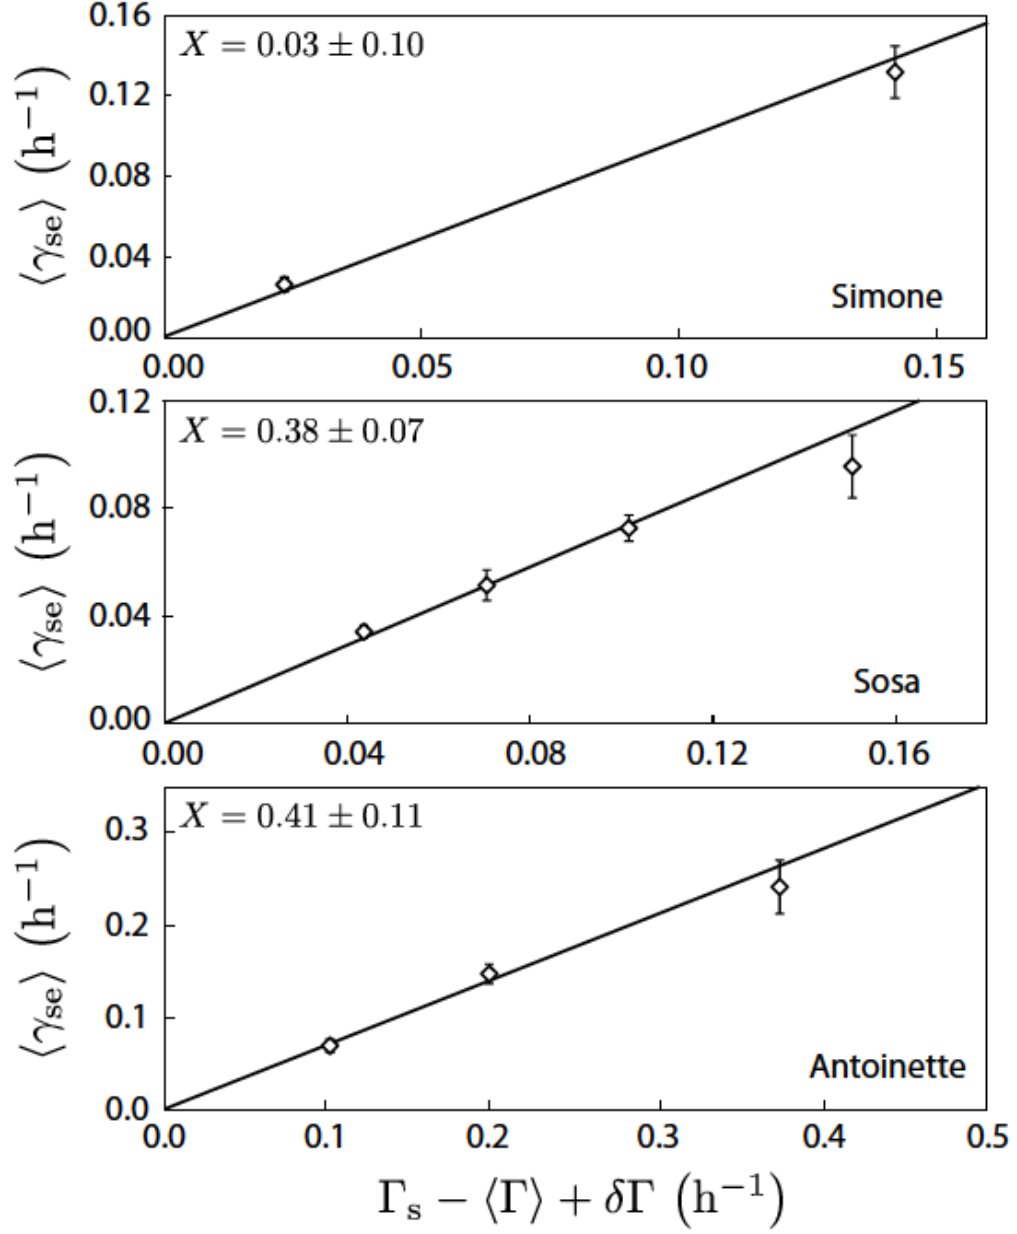 0.16
X = 0.03 ± 0.10
0.12
0.08
0.04
0.00
⟨γse⟩ (h⁻¹)
Simone
0.00 0.05 0.10 0.15
0.12
X = 0.38 ± 0.07
0.08
0.04
0.00
⟨γse⟩ (h⁻¹)
Sosa
0.00 0.04 0.08 0.12 0.16
X = 0.41 ± 0.11
0.3
0.2
0.1
0.0
⟨γse⟩ (h⁻¹)
Antoinette
0.0 0.1 0.2 0.3 0.4 0.5
Γs − ⟨Γ⟩ + δΓ (h⁻¹)